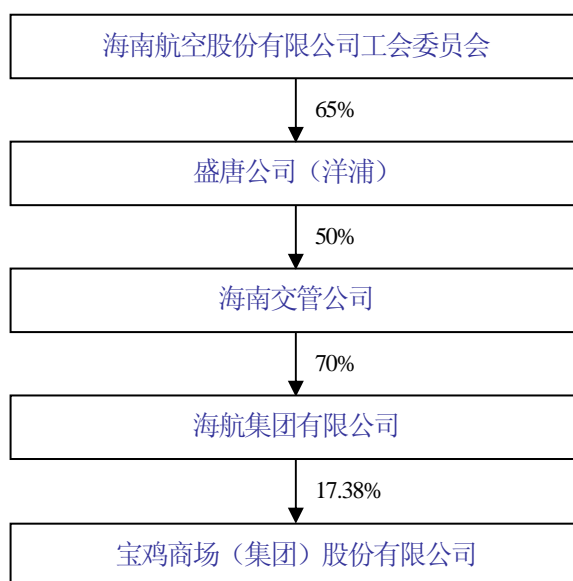 海南航空股份有限公司工会委员会
65%
盛唐公司（洋浦）
50%
海南交管公司
70%
海航集团有限公司
17.38%
宝鸡商场（集团）股份有限公司